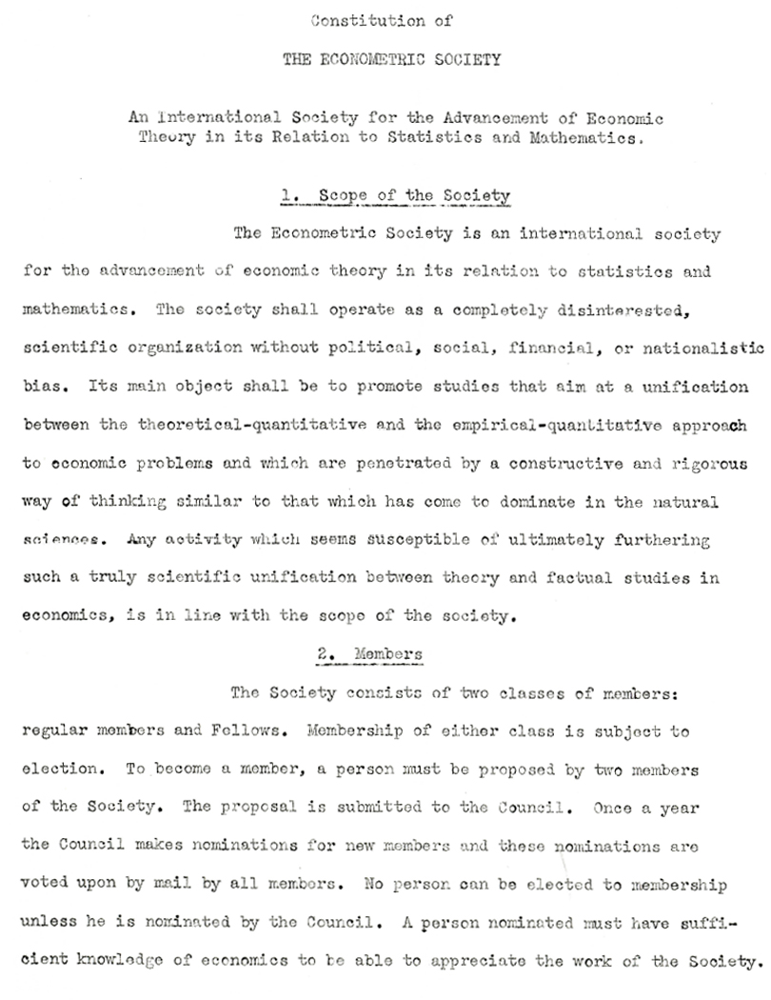 Constitution of
THE ECONOMETRIC SOCIETY
An International Society for the Advancement of Economic
Theory in its Relation to Statistics and Mathematics.
1. Scope of the Society
The Econometric Society is an international society
for the advancement of economic theory in its relation to statistics and
mathematics. The society shall operate as a completely disinterested,
scientific organization without political, social, financial, or nationalistic
bias. Its main object shall be to promote studies that aim at a unification
between the theoretical-quantitative and the empirical-quantitative approach
to economic problems and which are penetrated by a constructive and rigorous
way of thinking similar to that which has come to dominate in the natural
sciences. Any activity which seems susceptible of ultimately furthering
such a truly scientific unification between theory and factual studies in
economics, is in line with the scope of the society.
2. Members
The Society consists of two classes of members:
regular members and Fellows. Membership of either class is subject to
election. To become a member, a person must be proposed by two members
of the Society. The proposal is submitted to the Council. Once a year
the Council makes nominations for new members and these nominations are
voted upon by mail by all members. No person can be elected to membership
unless he is nominated by the Council. A person nominated must have suffi-
cient knowledge of economics to be able to appreciate the work of the Society.